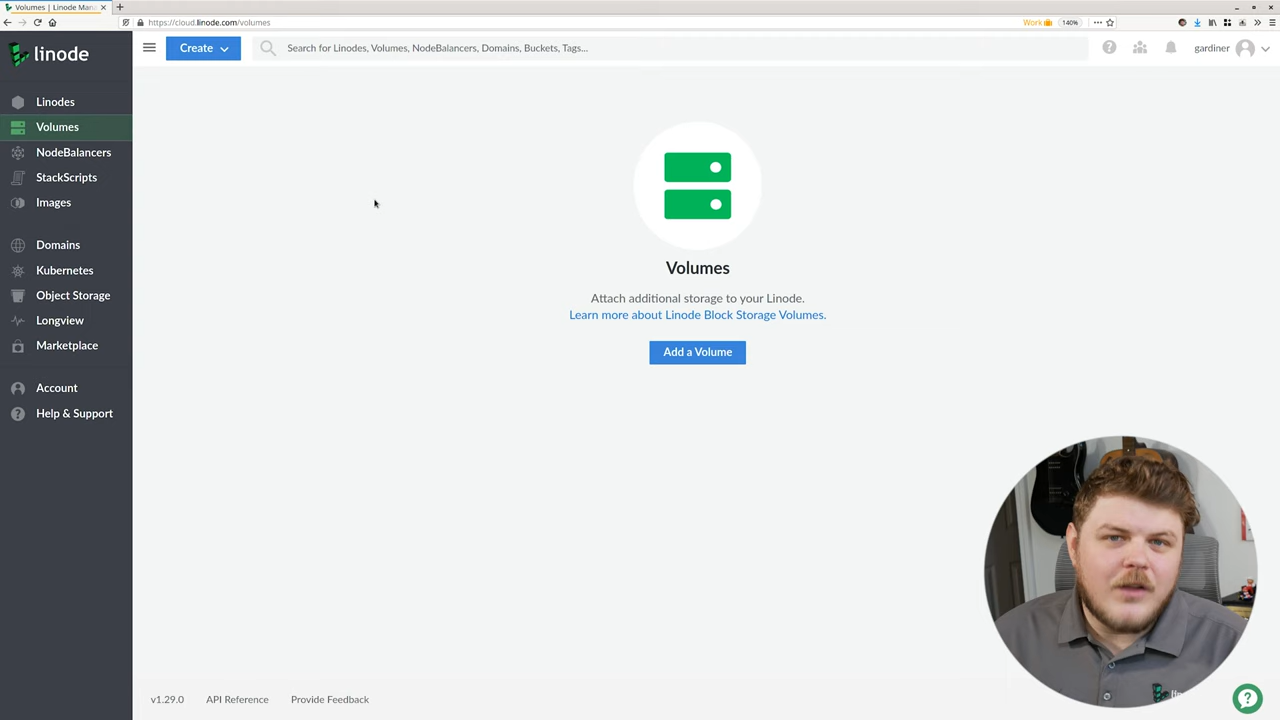 Volumes | Linode Man
https://cloud.linode.com/volumes
Work
140%
linode
Create
Search for Linodes, Volumes, NodeBalancers, Domains, Buckets, Tags...
gardiner
Linodes
Volumes
NodeBalancers
StackScripts
Images
Domains
Kubernetes
Object Storage
Longview
Marketplace
Account
Help & Support
Volumes
Attach additional storage to your Linode.
Learn more about Linode Block Storage Volumes.
Add a Volume
v1.29.0
API Reference
Provide Feedback